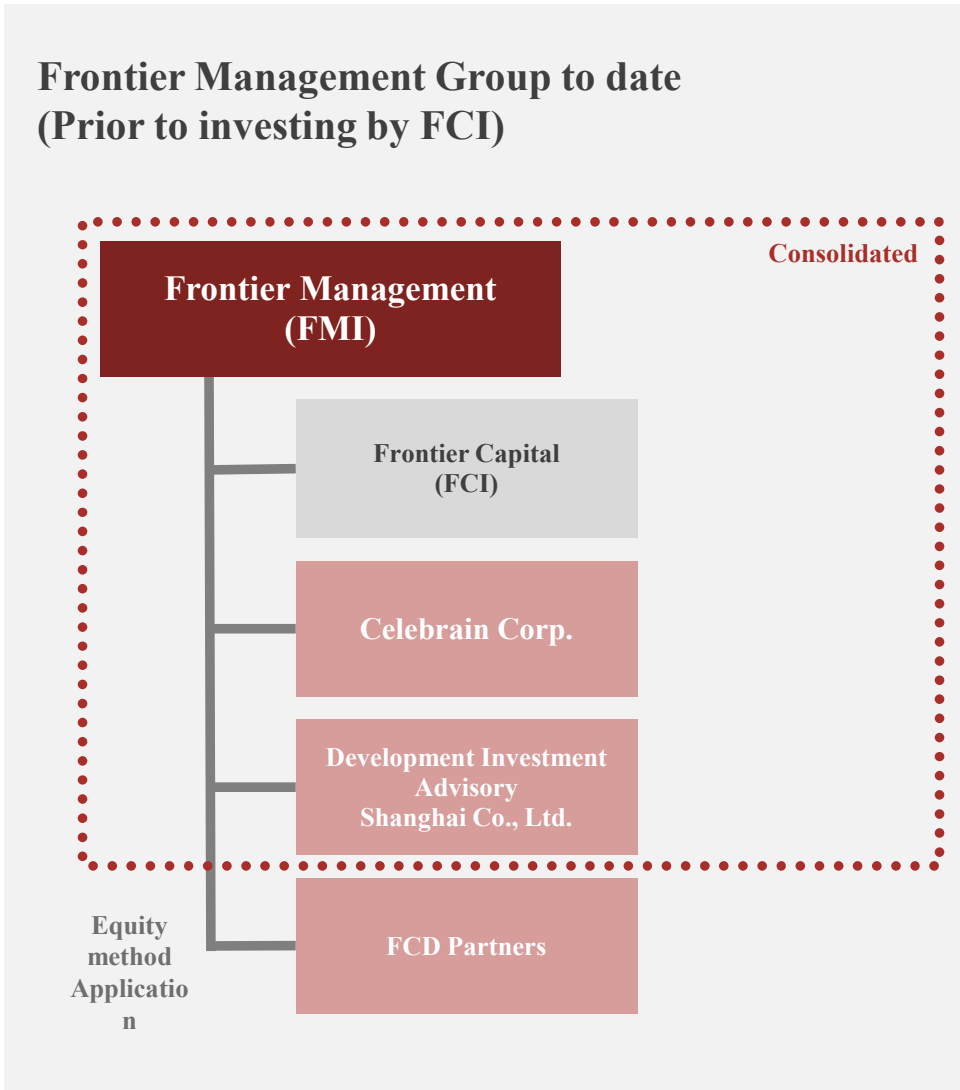 Frontier Management Group to date
(Prior to investing by FCI)
Consolidated
Frontier Management
(FMI)
Frontier Capital
(FCI)
Celebrain Corp.
Development Investment
Advisory
Shanghai Co., Ltd.
Equity
method
Applicatio
n
FCD Partners